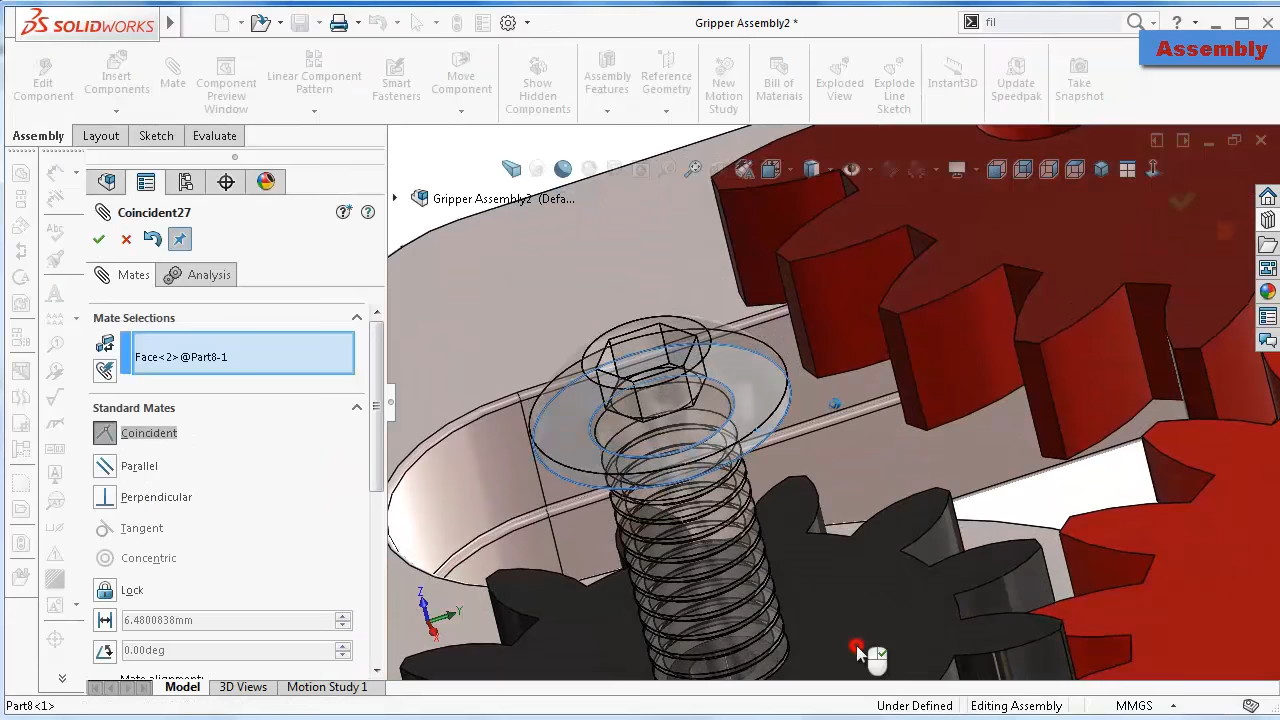 SOLIDWORKS
Gripper Assembly2 *
fil
Assembly
Edit Component
Insert Components
Mate
Component Preview Window
Linear Component Pattern
Smart Fasteners
Move Component
Show Hidden Components
Assembly Features
Reference Geometry
New Motion Study
Bill of Materials
Exploded View
Explode Line Sketch
Instant3D
Update Speedpak
Take Snapshot
Assembly
Layout
Sketch
Evaluate
Gripper Assembly2 (Defa...
Coincident27
Mates
Analysis
Mate Selections
Face<2>@Part8-1
Standard Mates
Coincident
Parallel
Perpendicular
Tangent
Concentric
Lock
6.4800838mm
0.00deg
Z
Y
X
Model
3D Views
Motion Study 1
Part8<1>
Under Defined
Editing Assembly
MMGS